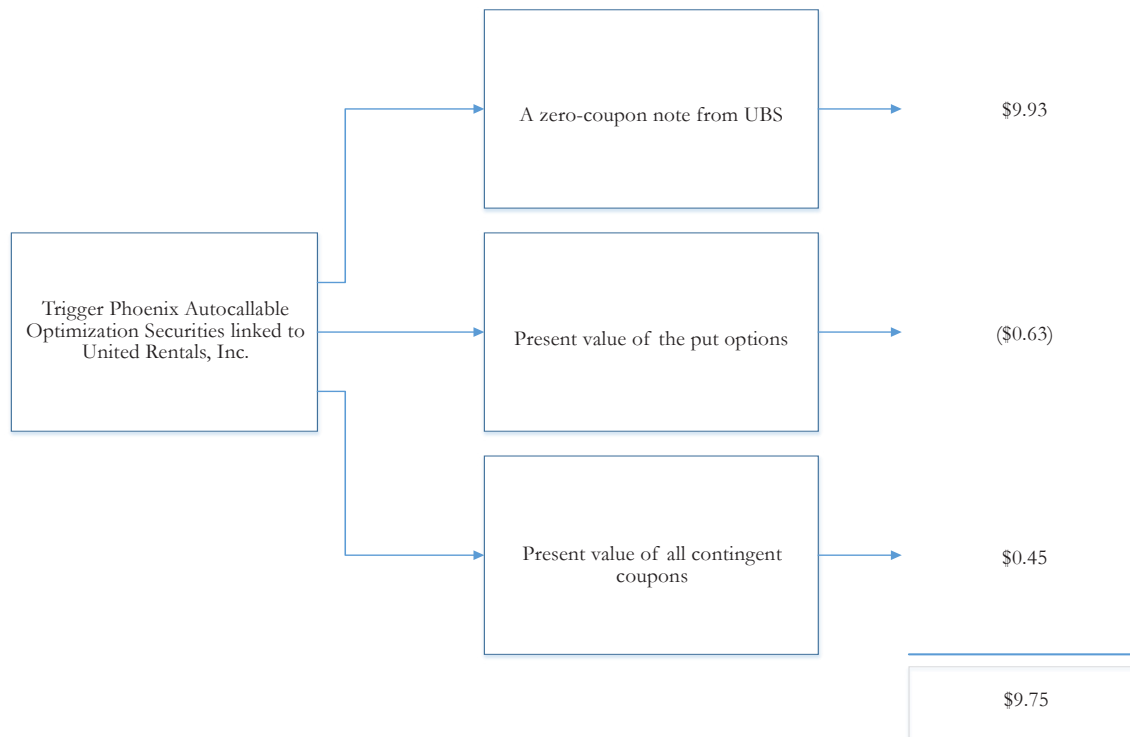 A zero-coupon note from UBS
$9.93
Trigger Phoenix Autocallable
Optimization Securities linked to
United Rentals, Inc.
Present value of the put options
($0.63)
Present value of all contingent
coupons
$0.45
$9.75